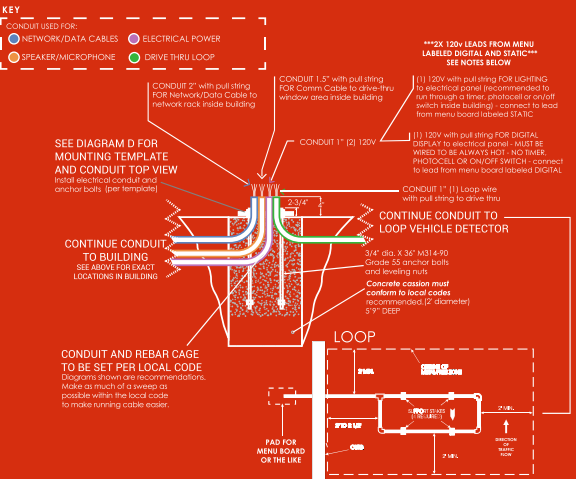 KEY
CONDUIT USED FOR:
NETWORK/DATA CABLES
ELECTRICAL POWER
SPEAKER/MICROPHONE
DRIVE THRU LOOP
***2X 120v LEADS FROM MENU
LABELED DIGITAL AND STATIC***
SEE NOTES BELOW
CONDUIT 2" with pull string
FOR Network/Data Cable to
network rack inside building
CONDUIT 1.5" with pull string
FOR Comm Cable to drive-thru
window area inside building
(1) 120V with pull string FOR LIGHTING
to electrical panel (recommended to
run through a timer, photocell or on/off
switch inside building) - connect to lead
from menu board labeled STATIC
CONDUIT 1" (2) 120V
(1) 120V with pull string FOR DIGITAL
DISPLAY to electrical panel - MUST BE
WIRED TO BE ALWAYS HOT - NO TIMER,
PHOTOCELL OR ON/OFF SWITCH - connect
to lead from menu board labeled DIGITAL
SEE DIAGRAM D FOR
MOUNTING TEMPLATE
AND CONDUIT TOP VIEW
Install electrical conduit and
anchor bolts (per template)
CONDUIT 1" (1) Loop wire
with pull string to drive thru
2-3/4"
CONTINUE CONDUIT TO
LOOP VEHICLE DETECTOR
CONTINUE CONDUIT
TO BUILDING
SEE ABOVE FOR EXACT
LOCATIONS IN BUILDING
3/4" dia. X 36" M314-90
Grade 55 anchor bolts
and leveling nuts
Concrete cassion must
conform to local codes
recommended,(2' diameter)
5'9" DEEP
CONDUIT AND REBAR CAGE
TO BE SET PER LOCAL CODE
Diagrams shown are recommendations.
Make as much of a sweep as
possible within the local code
to make running cable easier.
LOOP
2' MIN.
2' MIN.
2' MIN.
PAD FOR
MENU BOARD
OR THE LIKE
CURB
DIRECTION
OF
TRAFFIC
FLOW